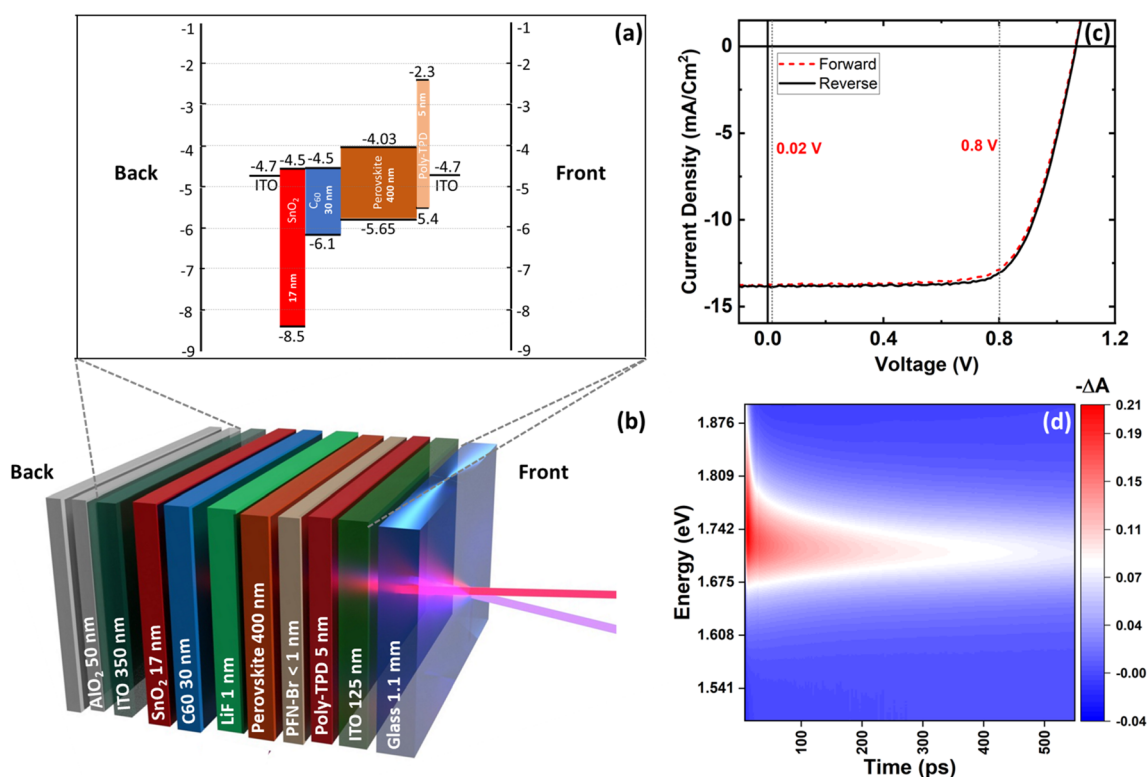 (a)
-1
-2
-3
-4
-5
-6
-7
-8
-9
Back
-4.7
ITO
-4.5
SnO2
17 nm
-8.5
-4.5
C60
30 nm
-6.1
-4.03
Perovskite
400 nm
-5.65
-2.3
Poly-TPD 5 nm
5.4
-4.7
ITO
-1
-2
-3
-4
-5
-6
-7
-8
-9
Front
(c)
Forward
Reverse
0.02 V
0.8 V
0
-5
-10
-15
Current Density (mA/Cm2)
0.0
0.4
0.8
1.2
Voltage (V)
(b)
Back
Front
AlO2 50 nm
ITO 350 nm
SnO2 17 nm
C60 30 nm
LiF 1 nm
Perovskite 400 nm
PFN-Br < 1 nm
Poly-TPD 5 nm
ITO 125 nm
Glass 1.1 mm
(d)
1.876
1.809
1.742
1.675
1.608
1.541
Energy (eV)
100
200
300
400
500
Time (ps)
-ΔA
0.21
0.19
0.16
0.13
0.10
0.07
0.04
0.01
-0.00
-0.04